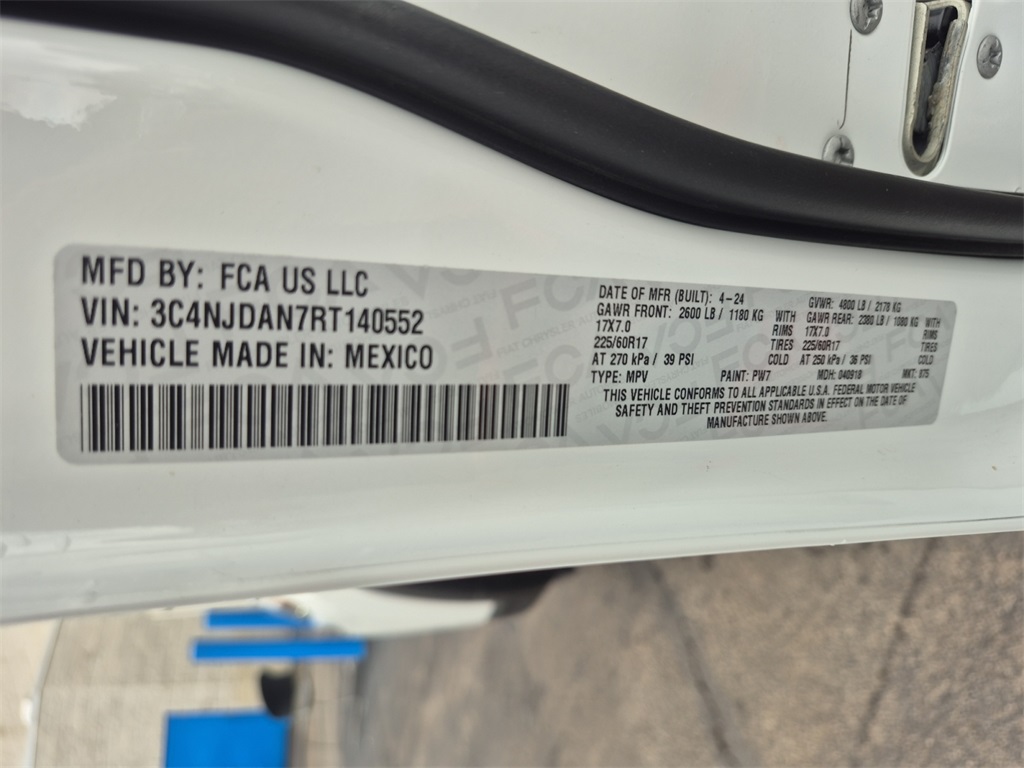 MFD BY: FCA US LLC
VIN: 3C4NJDAN7RT140552
VEHICLE MADE IN: MEXICO
DATE OF MFR (BUILT): 4-24 GVWR: 4800 LB / 2178 KG
GAWR FRONT: 2600 LB / 1180 KG WITH GAWR REAR: 2380 LB / 1080 KG WITH
17X7.0 RIMS 17X7.0 RIMS
225/60R17 TIRES 225/60R17 TIRES
AT 270 kPa / 39 PSI COLD AT 250 kPa / 36 PSI COLD
TYPE: MPV PAINT: PW7 MDH: 040918 MKT: 875
THIS VEHICLE CONFORMS TO ALL APPLICABLE U.S.A. FEDERAL MOTOR VEHICLE
SAFETY AND THEFT PREVENTION STANDARDS IN EFFECT ON THE DATE OF
MANUFACTURE SHOWN ABOVE.